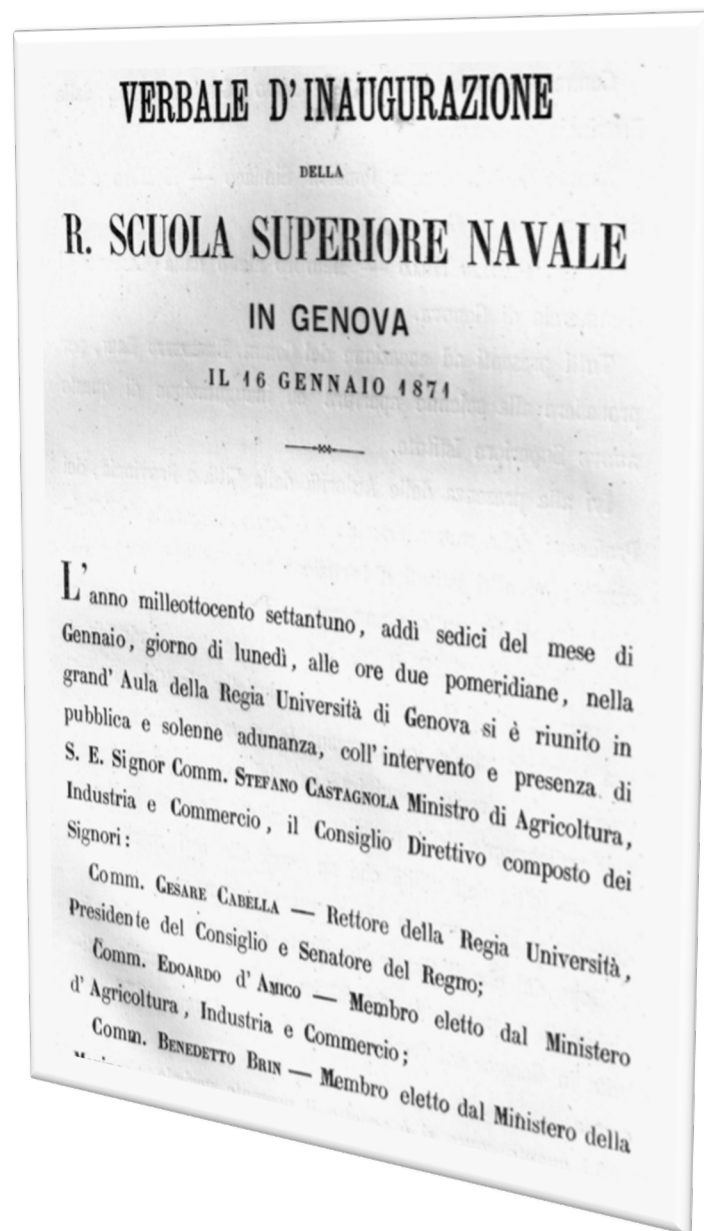 VERBALE D'INAUGURAZIONE
DELLA
R. SCUOLA SUPERIORE NAVALE
IN GENOVA
IL 16 GENNAIO 1871
L' anno milleottocento settantuno, addì sedici del mese di
Gennaio, giorno di lunedì, alle ore due pomeridiane, nella
grand' Aula della Regia Università di Genova si è riunito in
pubblica e solenne adunanza, coll' intervento e presenza di
S. E. Signor Comm. STEFANO CASTAGNOLA Ministro di Agricoltura,
Industria e Commercio, il Consiglio Direttivo composto dei
Signori:
Comm. CESARE CABELLA — Rettore della Regia Università,
Presidente del Consiglio e Senatore del Regno;
Comm. EDOARDO d' AMICO — Membro eletto dal Ministero
d' Agricoltura, Industria e Commercio;
Comm. BENEDETTO BRIN — Membro eletto dal Ministero della